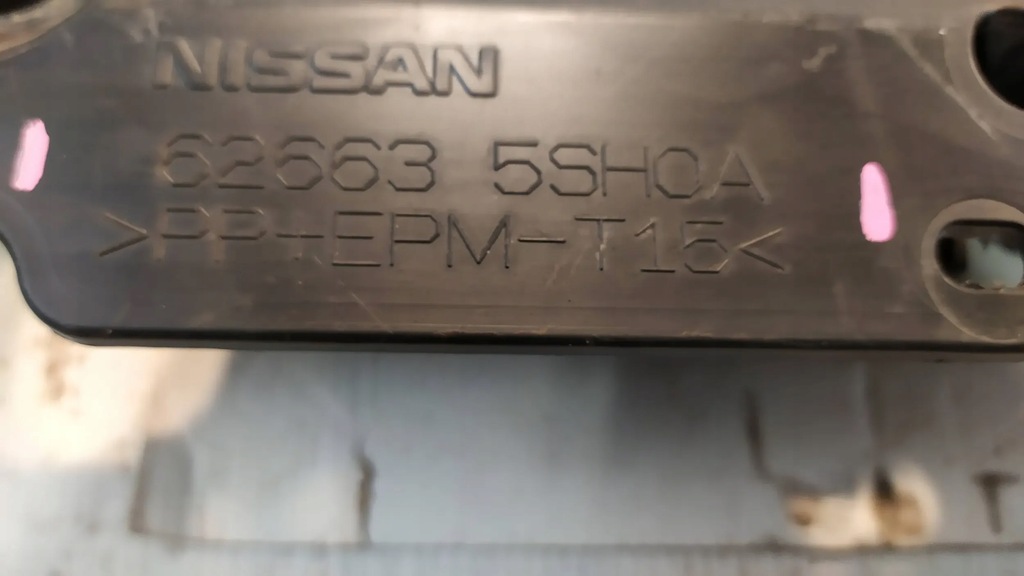 NISSAN
62663 5SH0A
>PP+EPM-T15<